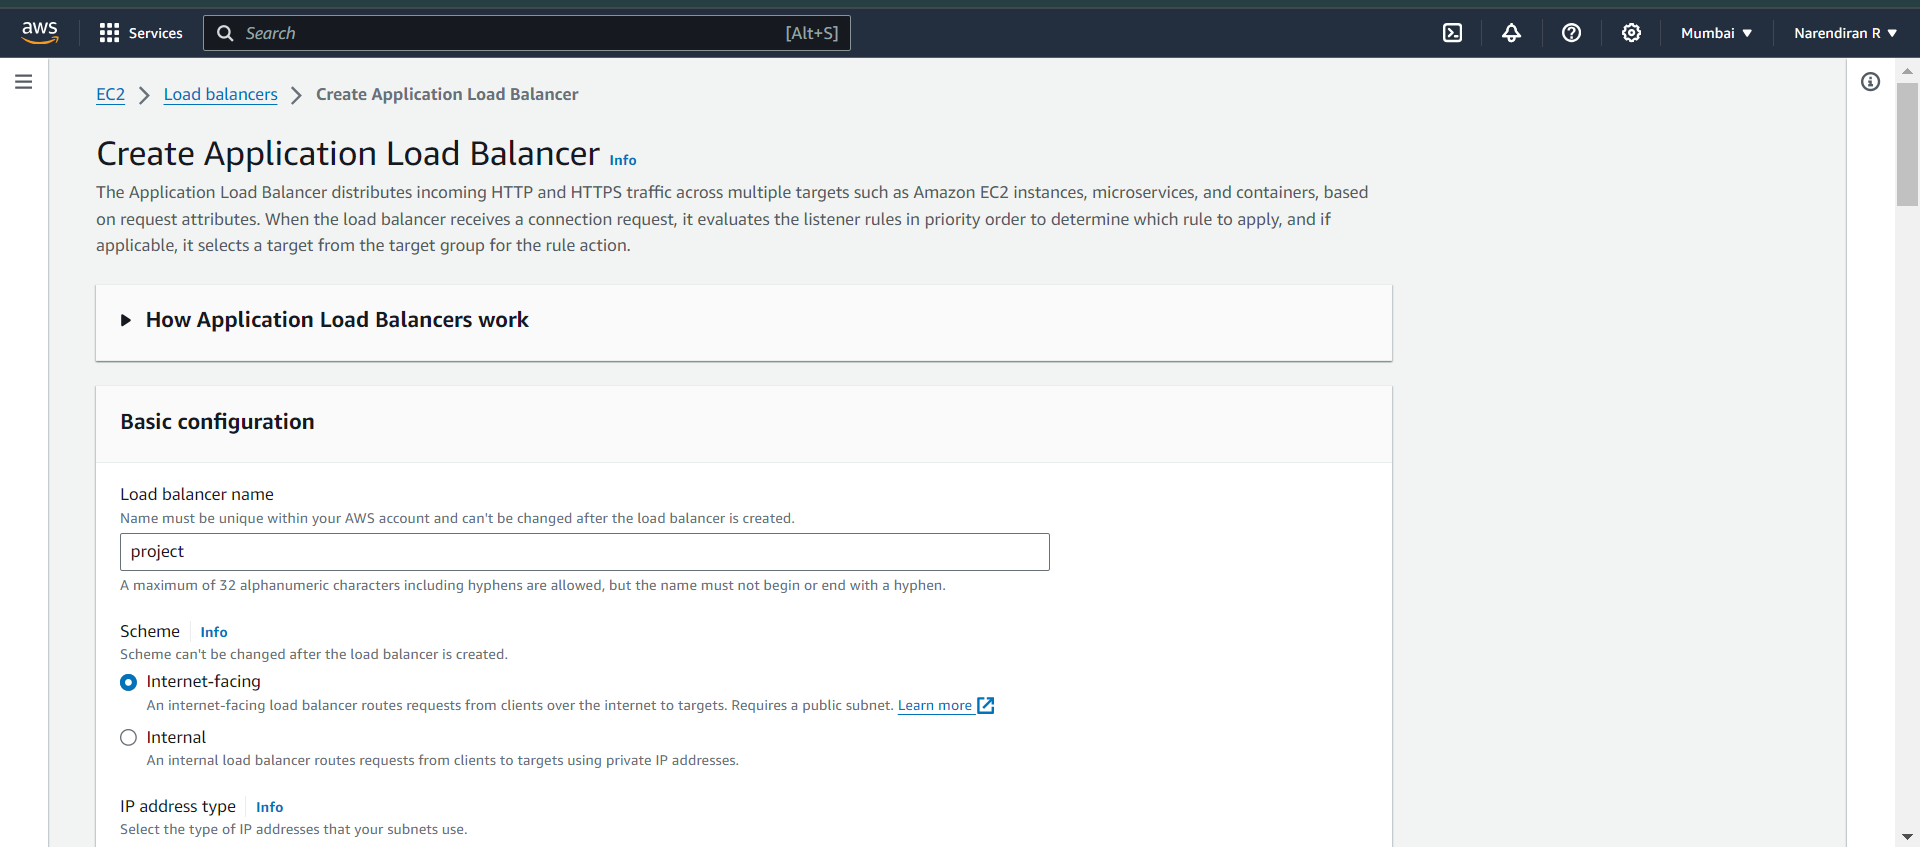 aws Services Search [Alt+S] Mumbai Narendiran R
EC2 Load balancers Create Application Load Balancer
Create Application Load Balancer Info
The Application Load Balancer distributes incoming HTTP and HTTPS traffic across multiple targets such as Amazon EC2 instances, microservices, and containers, based
on request attributes. When the load balancer receives a connection request, it evaluates the listener rules in priority order to determine which rule to apply, and if
applicable, it selects a target from the target group for the rule action.
How Application Load Balancers work
Basic configuration
Load balancer name
Name must be unique within your AWS account and can't be changed after the load balancer is created.
project
A maximum of 32 alphanumeric characters including hyphens are allowed, but the name must not begin or end with a hyphen.
Scheme Info
Scheme can't be changed after the load balancer is created.
Internet-facing
An internet-facing load balancer routes requests from clients over the internet to targets. Requires a public subnet. Learn more
Internal
An internal load balancer routes requests from clients to targets using private IP addresses.
IP address type Info
Select the type of IP addresses that your subnets use.